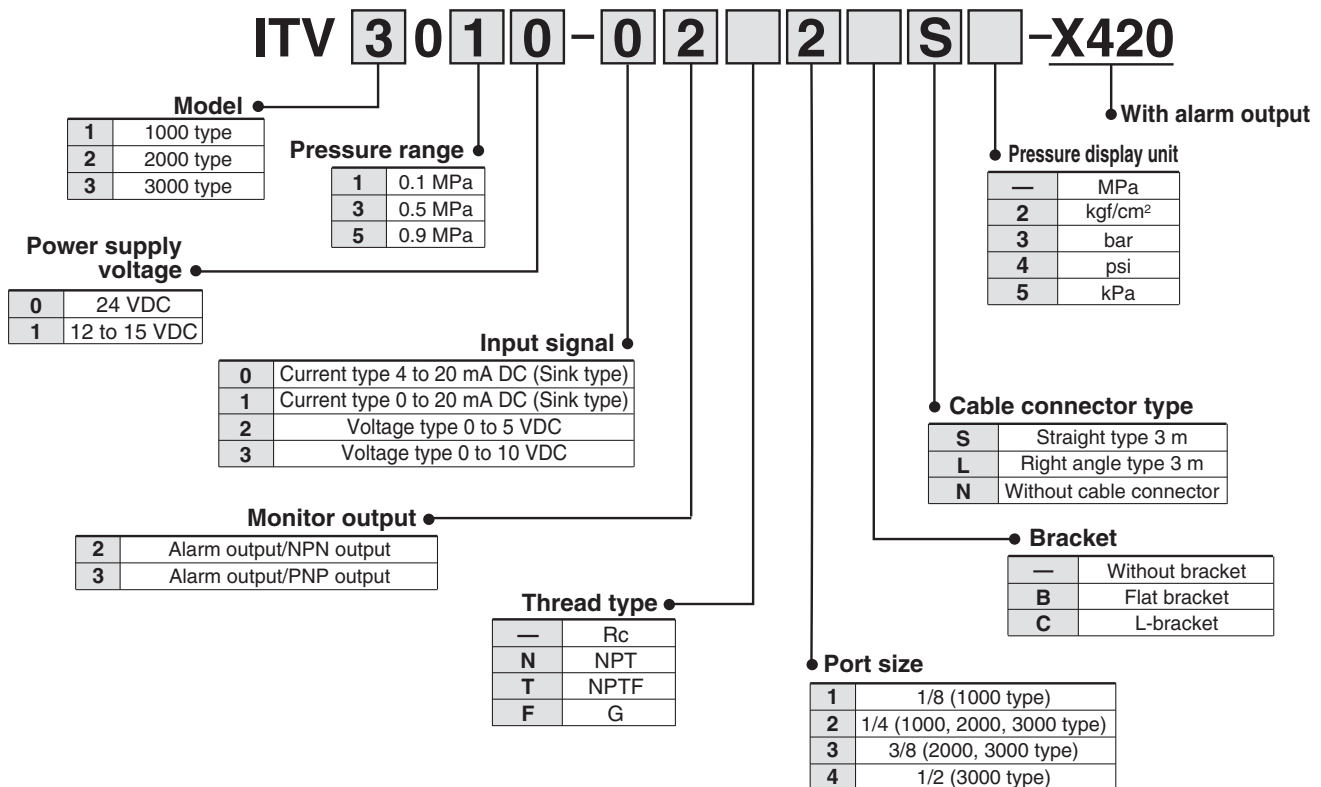 ITV 3 0 1 0 - 0 2 2 S -X420
Model
1 1000 type
2 2000 type
3 3000 type
Pressure range
1 0.1 MPa
3 0.5 MPa
5 0.9 MPa
Power supply
voltage
0 24 VDC
1 12 to 15 VDC
Input signal
0 Current type 4 to 20 mA DC (Sink type)
1 Current type 0 to 20 mA DC (Sink type)
2 Voltage type 0 to 5 VDC
3 Voltage type 0 to 10 VDC
Monitor output
2 Alarm output/NPN output
3 Alarm output/PNP output
Thread type
— Rc
N NPT
T NPTF
F G
Port size
1 1/8 (1000 type)
2 1/4 (1000, 2000, 3000 type)
3 3/8 (2000, 3000 type)
4 1/2 (3000 type)
Bracket
— Without bracket
B Flat bracket
C L-bracket
Cable connector type
S Straight type 3 m
L Right angle type 3 m
N Without cable connector
Pressure display unit
— MPa
2 kgf/cm²
3 bar
4 psi
5 kPa
With alarm output